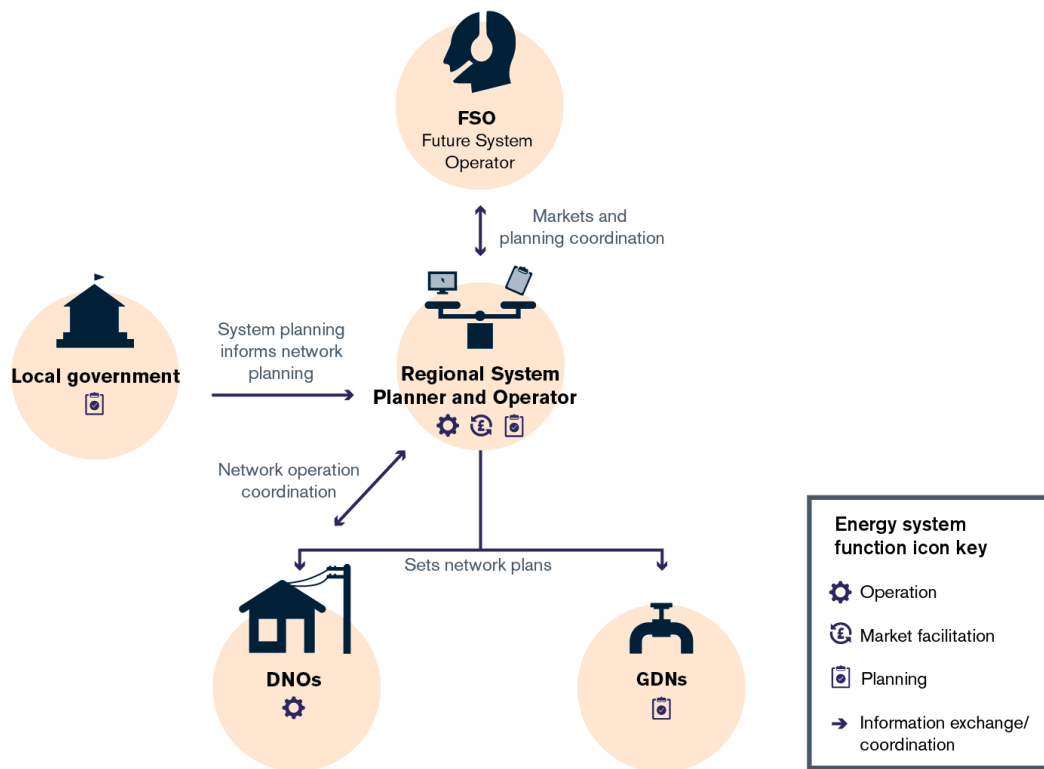 FSO
Future System
Operator
Markets and
planning coordination
System planning
informs network
planning
Local government
Regional System
Planner and Operator
£
Network operation
coordination
Sets network plans
DNOs
GDNs
Energy system
function icon key
Operation
£
Market facilitation
Planning
Information exchange/
coordination